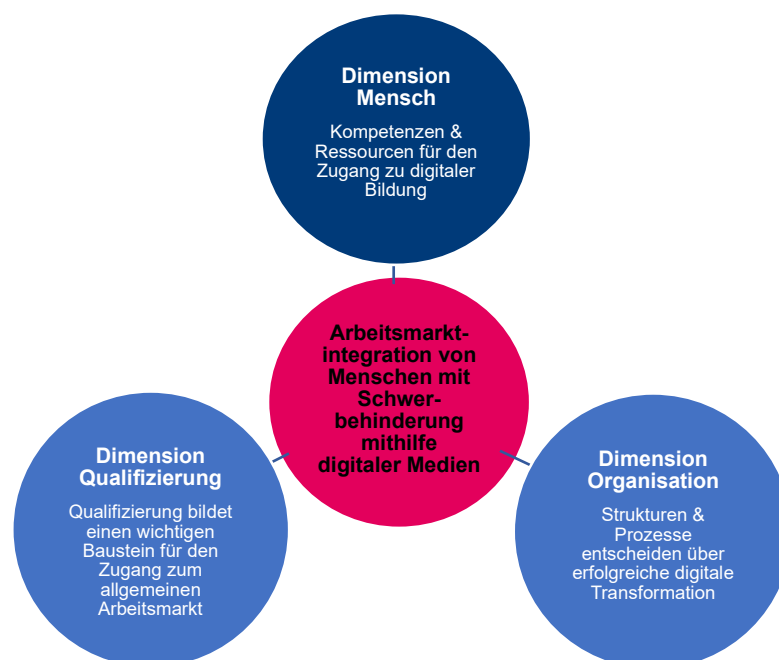 Dimension
Mensch
Kompetenzen &
Ressourcen für den
Zugang zu digitaler
Bildung
Arbeitsmarkt-
integration von
Menschen mit
Schwer-
behinderung
mithilfe
digitaler Medien
Dimension
Qualifizierung
Qualifizierung bildet
einen wichtigen
Baustein für den
Zugang zum
allgemeinen
Arbeitsmarkt
Dimension
Organisation
Strukturen &
Prozesse
entscheiden über
erfolgreiche digitale
Transformation